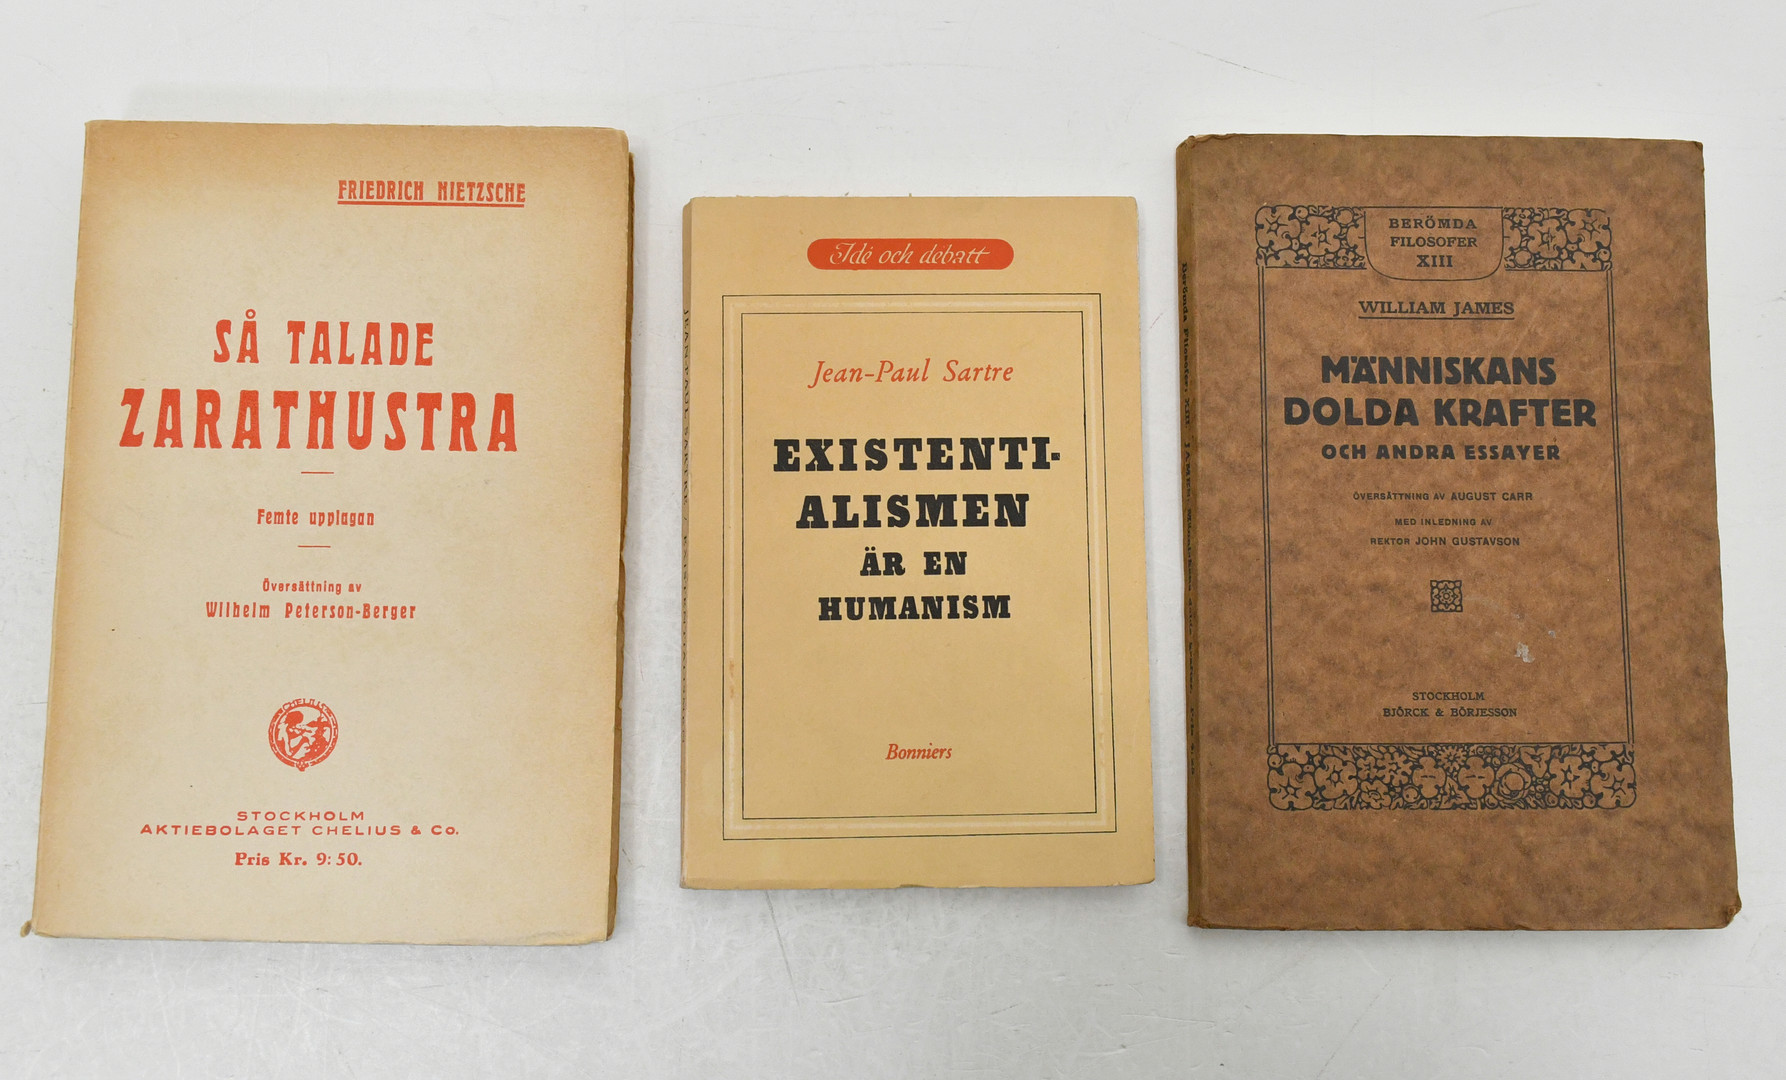 FRIEDRICH NIETZSCHE
SÅ TALADE
ZARATHUSTRA
Femte upplagan
Översättning av
Wilhelm Peterson-Berger
CHELIUS
STOCKHOLM
AKTIEBOLAGET CHELIUS & Co.
Pris Kr. 9:50.
Idé och debatt
Jean-Paul Sartre
EXISTENTI-
ALISMEN
ÄR EN
HUMANISM
Bonniers
BERÖMDA
FILOSOFER
XIII
WILLIAM JAMES
MÄNNISKANS
DOLDA KRAFTER
OCH ANDRA ESSAYER
ÖVERSÄTTNING AV AUGUST CARR
MED INLEDNING AV
REKTOR JOHN GUSTAVSON
STOCKHOLM
BJÖRCK & BÖRJESSON